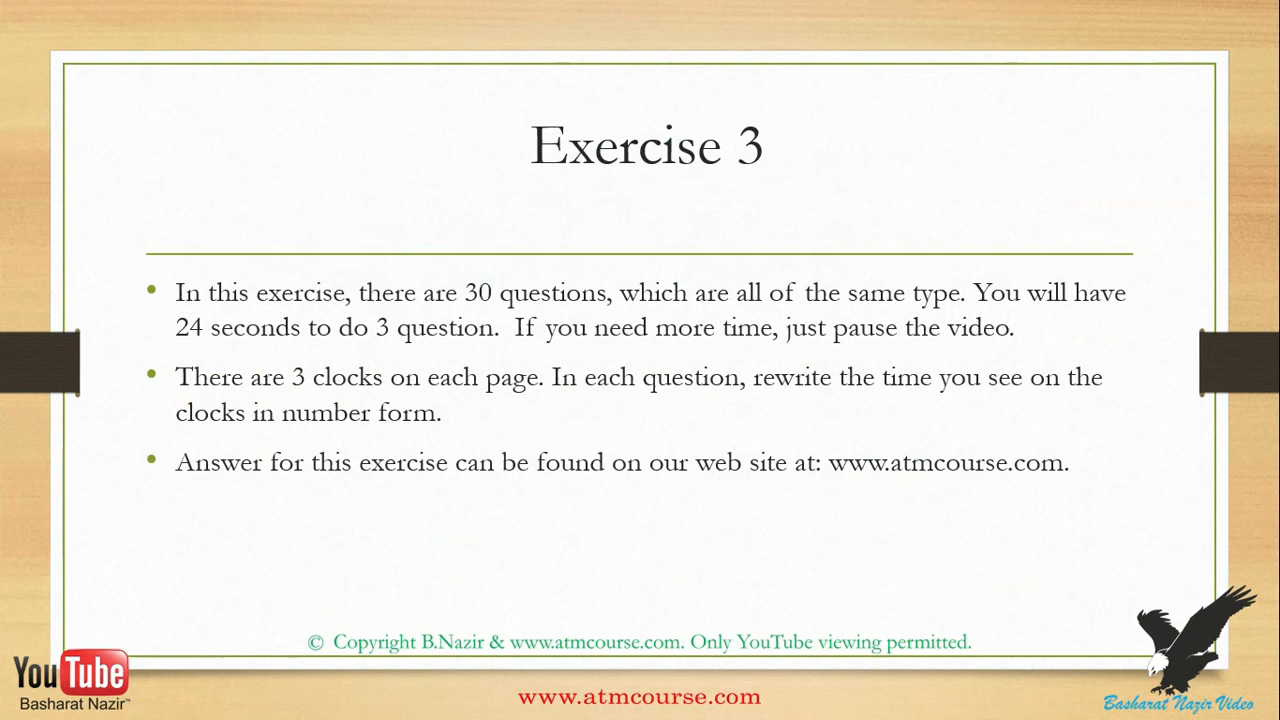 Exercise 3
In this exercise, there are 30 questions, which are all of the same type. You will have
24 seconds to do 3 question. If you need more time, just pause the video.
There are 3 clocks on each page. In each question, rewrite the time you see on the
clocks in number form.
Answer for this exercise can be found on our web site at: www.atmcourse.com.
© Copyright B.Nazir & www.atmcourse.com. Only YouTube viewing permitted.
YouTube
Basharat Nazir™
www.atmcourse.com
Basharat Nazir Video